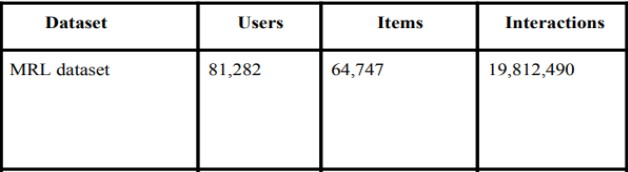 Dataset Users Items Interactions
MRL dataset 81,282 64,747 19,812,490